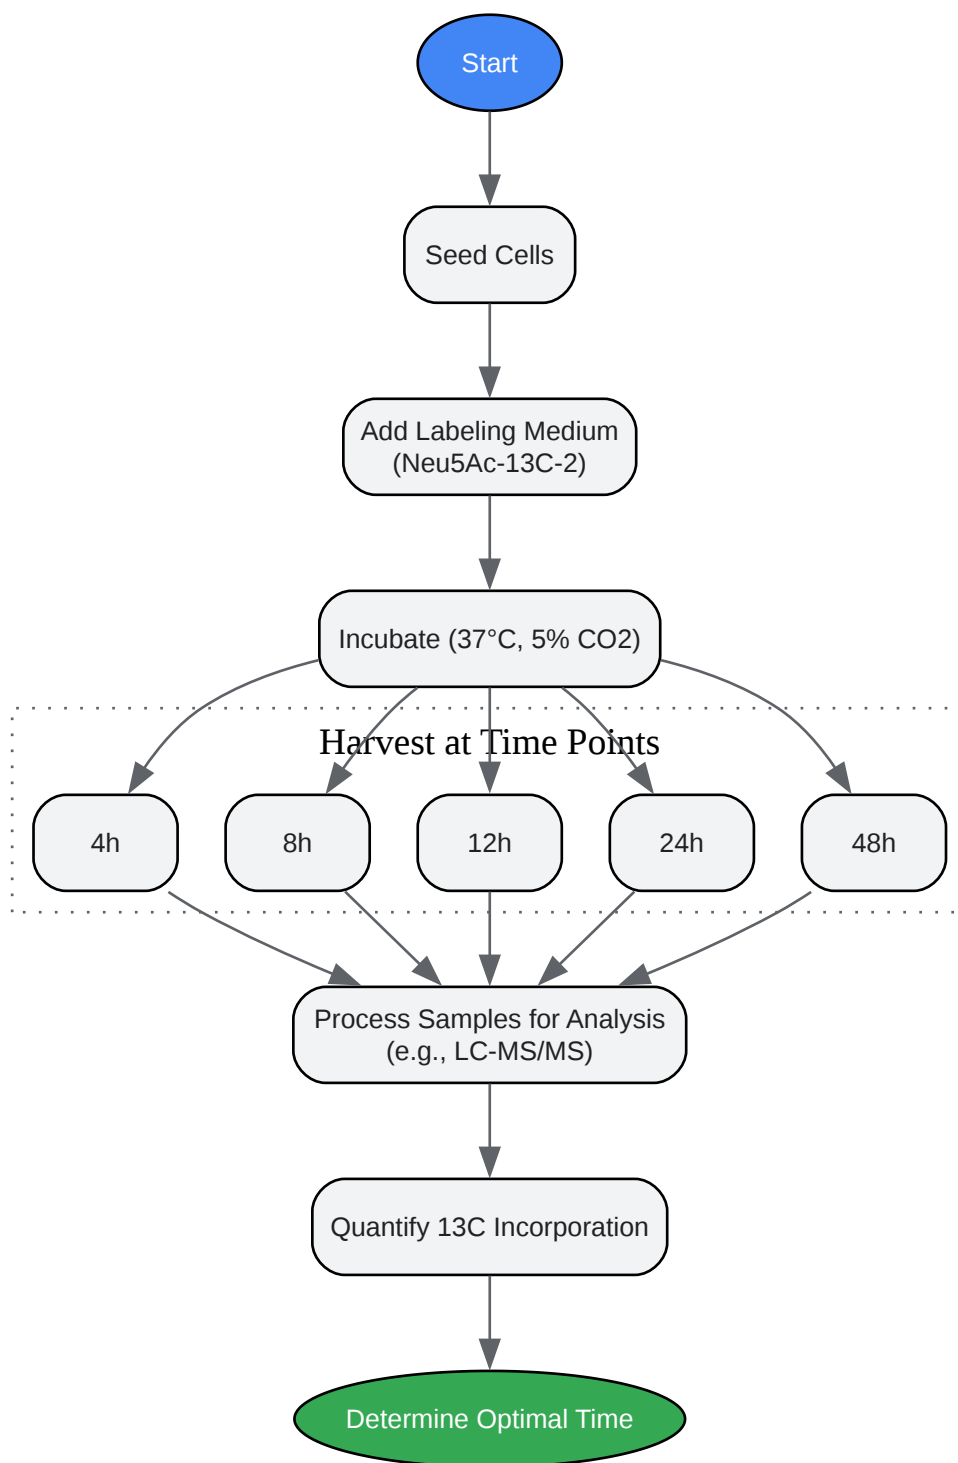 Start
Seed Cells
Add Labeling Medium
(Neu5Ac-13C-2)
Incubate (37°C, 5% CO2)
Harvest at Time Points
4h
8h
12h
24h
48h
Process Samples for Analysis
(e.g., LC-MS/MS)
Quantify 13C Incorporation
Determine Optimal Time